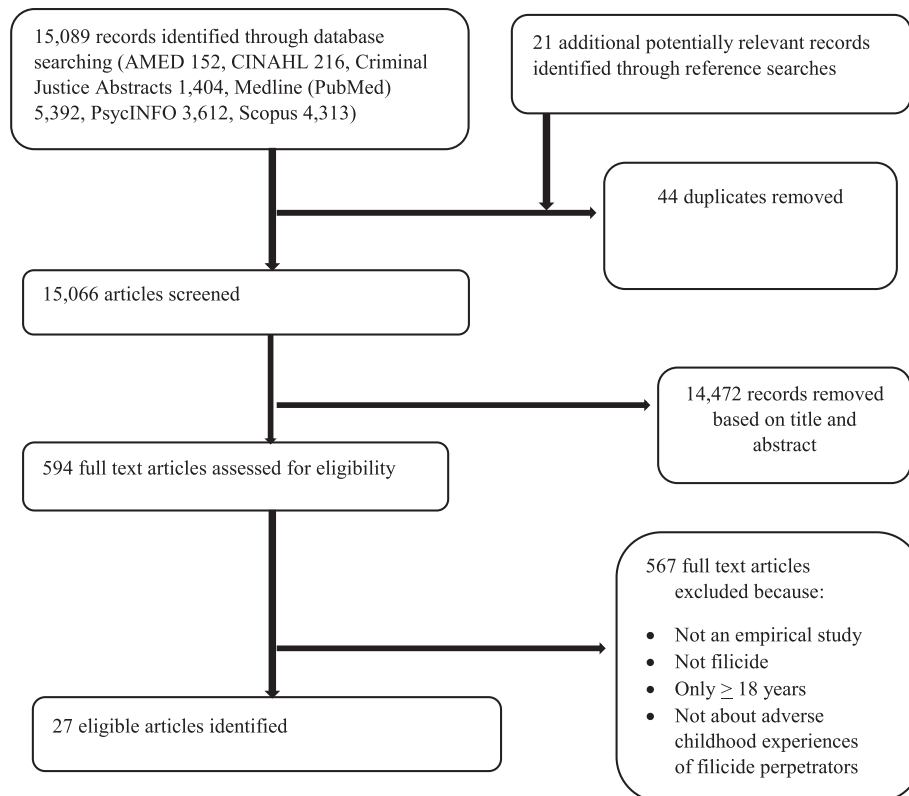 15,089 records identified through database
searching (AMED 152, CINAHL 216, Criminal
Justice Abstracts 1,404, Medline (PubMed)
5,392, PsycINFO 3,612, Scopus 4,313)
21 additional potentially relevant records
identified through reference searches
44 duplicates removed
15,066 articles screened
14,472 records removed
based on title and
abstract
594 full text articles assessed for eligibility
567 full text articles
excluded because:
• Not an empirical study
• Not filicide
• Only ≥ 18 years
• Not about adverse
childhood experiences
of filicide perpetrators
27 eligible articles identified